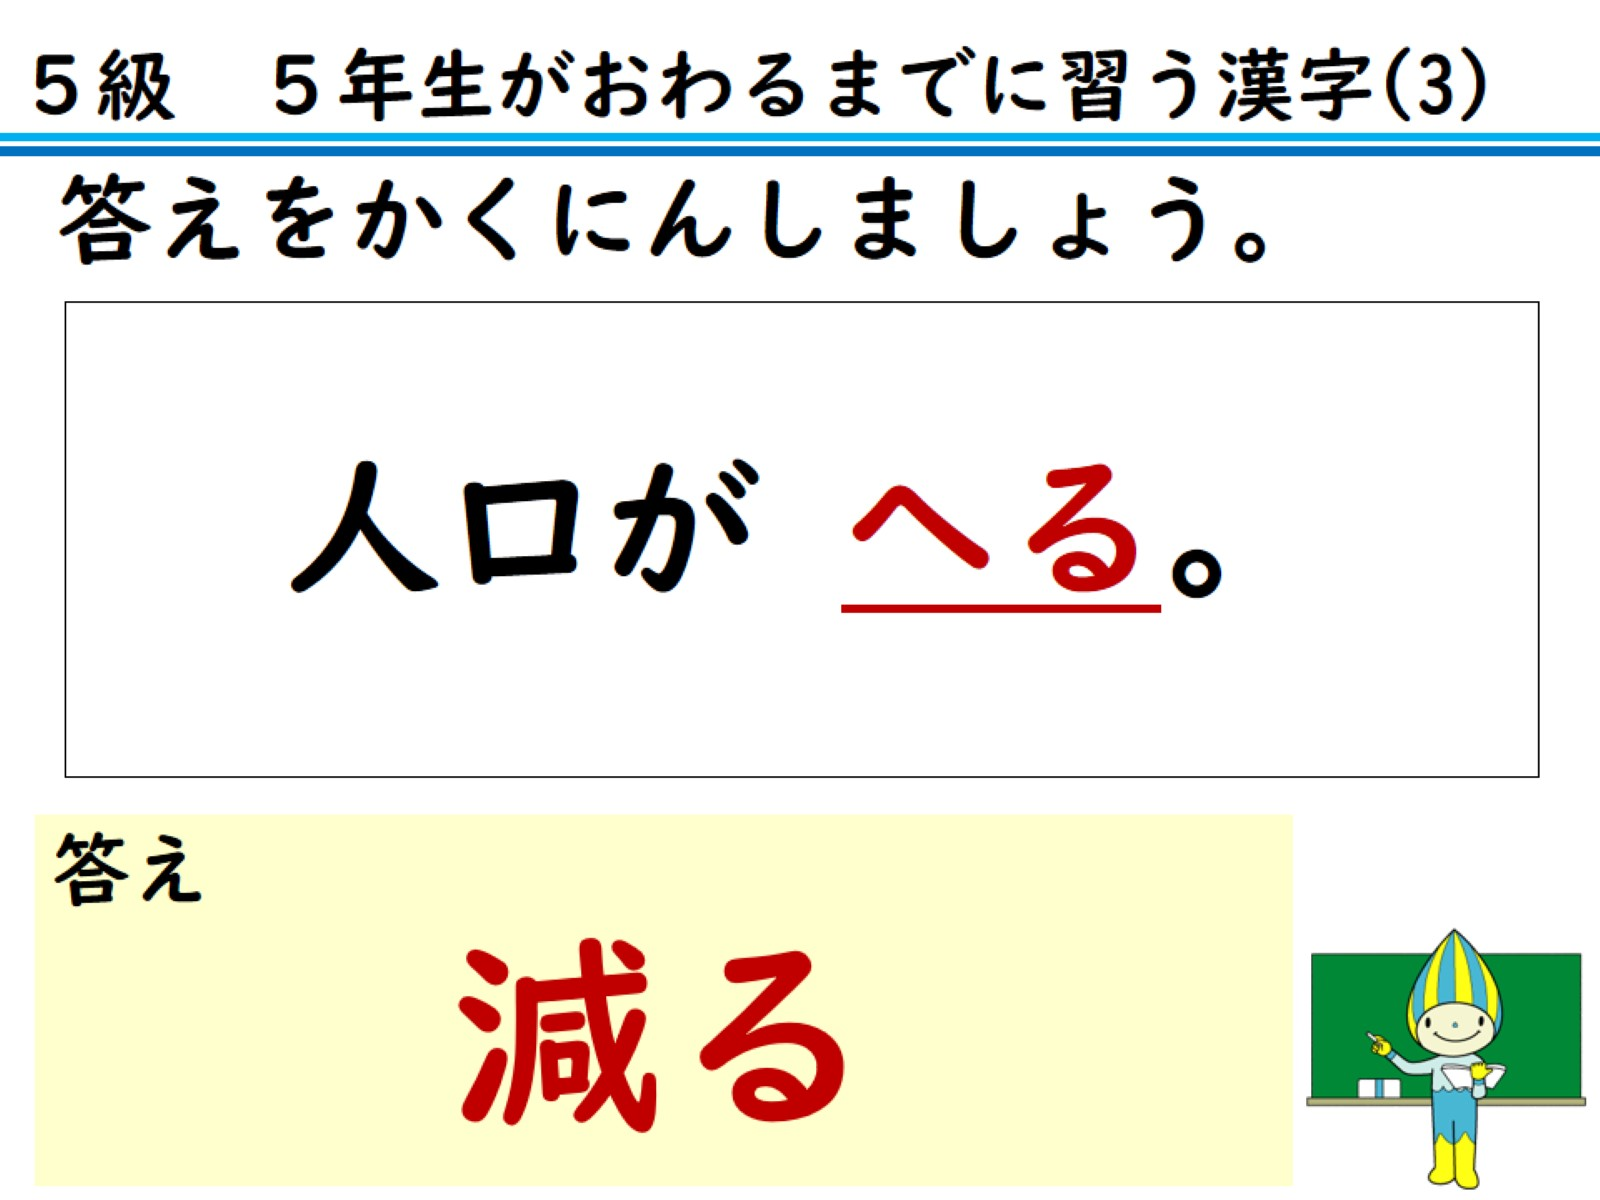 ５級　５年生がおわるまでに習う漢字(3)
答えをかくにんしましょう。
人口が へる。
答え
減る